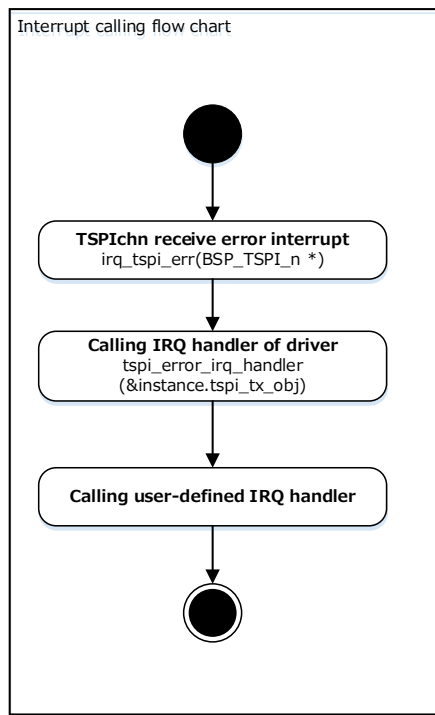 Interrupt calling flow chart
TSPIchn receive error interrupt
irq_tspi_err(BSP_TSPI_n *)
Calling IRQ handler of driver
tspi_error_irq_handler
(&instance.tspi_tx_obj)
Calling user-defined IRQ handler